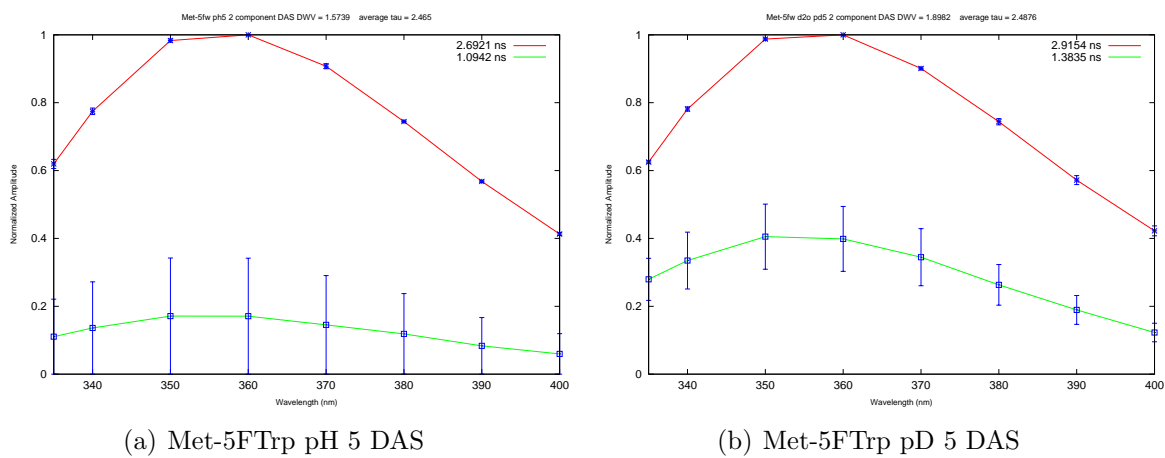 Met-5fw ph5 2 component DAS DWV = 1.5739 average tau = 2.465
2.6921 ns
1.0942 ns
1
0.8
0.6
0.4
0.2
0
Normalized Amplitude
340 350 360 370 380 390 400
Wavelength (nm)
(a) Met-5FTrp pH 5 DAS
Met-5fw d2o pd5 2 component DAS DWV = 1.8982 average tau = 2.4876
2.9154 ns
1.3835 ns
1
0.8
0.6
0.4
0.2
0
Normalized Amplitude
340 350 360 370 380 390 400
Wavelength (nm)
(b) Met-5FTrp pD 5 DAS